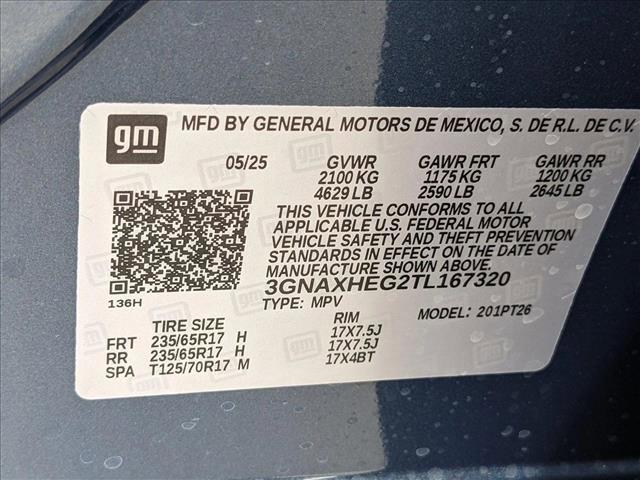 gm MFD BY GENERAL MOTORS DE MEXICO, S. DE R.L. DE C.V.
05/25 GVWR GAWR FRT GAWR RR
2100 KG 1175 KG 1200 KG
4629 LB 2590 LB 2645 LB
THIS VEHICLE CONFORMS TO ALL
APPLICABLE U.S. FEDERAL MOTOR
VEHICLE SAFETY AND THEFT PREVENTION
STANDARDS IN EFFECT ON THE DATE OF
MANUFACTURE SHOWN ABOVE.
3GNAXHEG2TL167320
136H
TYPE: MPV MODEL: 201PT26
TIRE SIZE RIM
FRT 235/65R17 H 17X7.5J
RR 235/65R17 H 17X7.5J
SPA T125/70R17 M 17X4BT